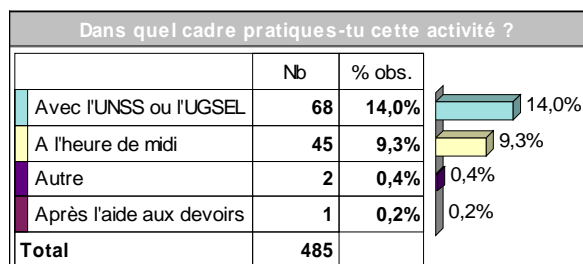 Dans quel cadre pratiques-tu cette activité ?
Nb % obs.
Avec l'UNSS ou l'UGSEL 68 14,0% 14,0%
A l'heure de midi 45 9,3% 9,3%
Autre 2 0,4% 0,4%
Après l'aide aux devoirs 1 0,2% 0,2%
Total 485